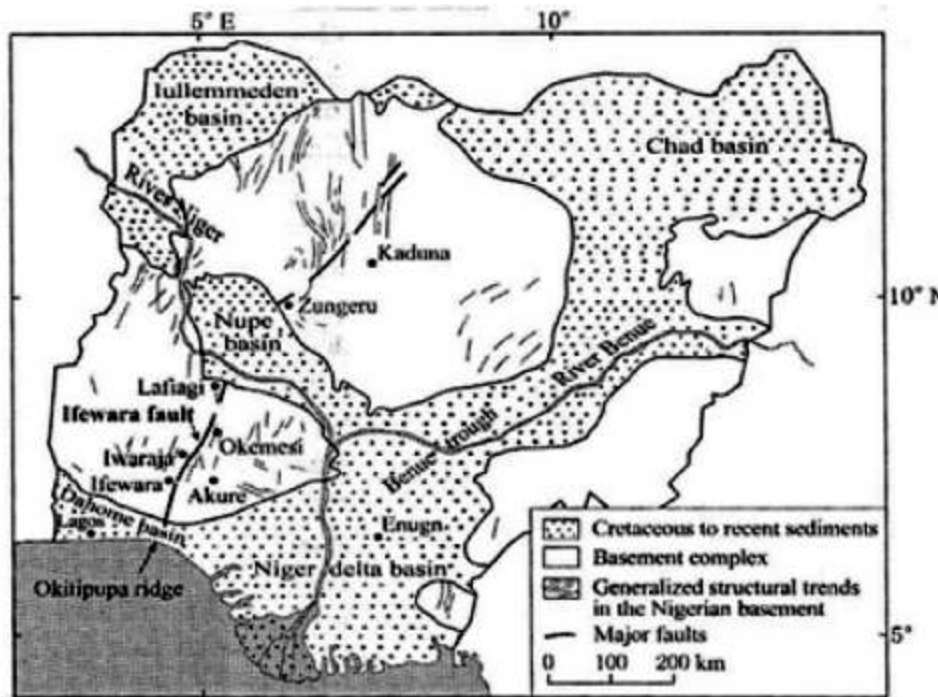 5° E
10°
Iullemmeden
basin
Chad basin
River Niger
Kaduna
10° N
Zungeru
Nupe
basin
River Benue
Lafiagi
Ifewara fault
Okemesi
Benue trough
Iwaraja
Ifewara
Akure
Dahome basin
Lagos
Enugn
Okitipupa ridge
Niger delta basin
Cretaceous to recent sediments
Basement complex
Generalized structural trends
in the Nigerian basement
Major faults
0 100 200 km
5°